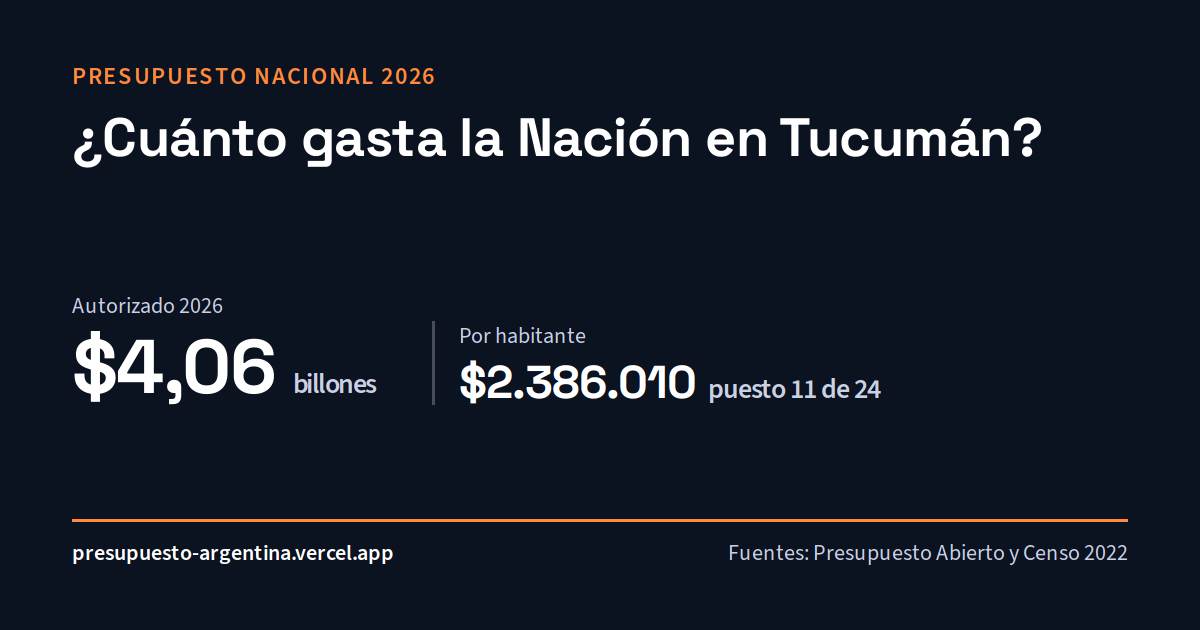 PRESUPUESTO NACIONAL 2026
¿Cuánto gasta la Nación en Tucumán?
Autorizado 2026
$4,06 billones
Por habitante
$2.386.010 puesto 11 de 24
presupuesto-argentina.vercel.app
Fuentes: Presupuesto Abierto y Censo 2022